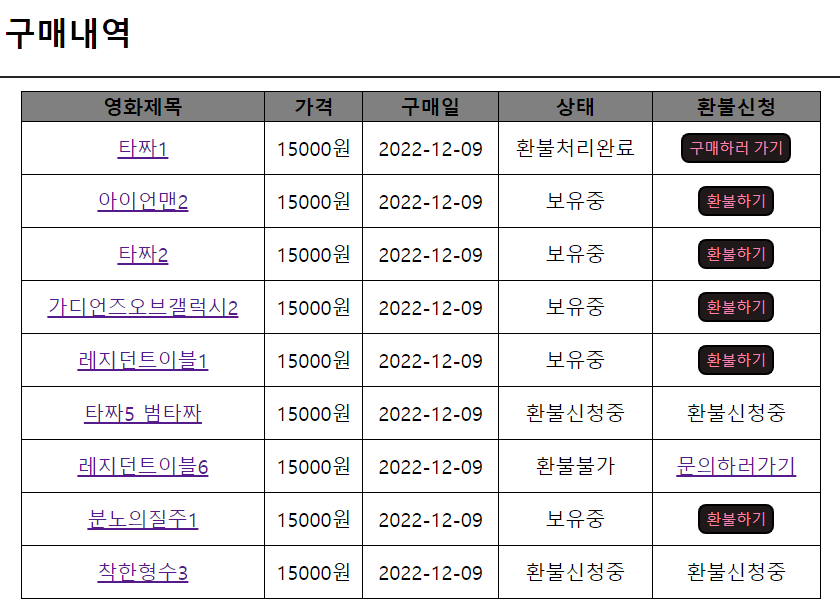 구매내역
영화제목 가격 구매일 상태 환불신청
타짜1 15000원 2022-12-09 환불처리완료 구매하러 가기
아이언맨2 15000원 2022-12-09 보유중 환불하기
타짜2 15000원 2022-12-09 보유중 환불하기
가디언즈오브갤럭시2 15000원 2022-12-09 보유중 환불하기
레지던트이블1 15000원 2022-12-09 보유중 환불하기
타짜5 범타짜 15000원 2022-12-09 환불신청중 환불신청중
레지던트이블6 15000원 2022-12-09 환불불가 문의하러가기
분노의질주1 15000원 2022-12-09 보유중 환불하기
착한형수3 15000원 2022-12-09 환불신청중 환불신청중